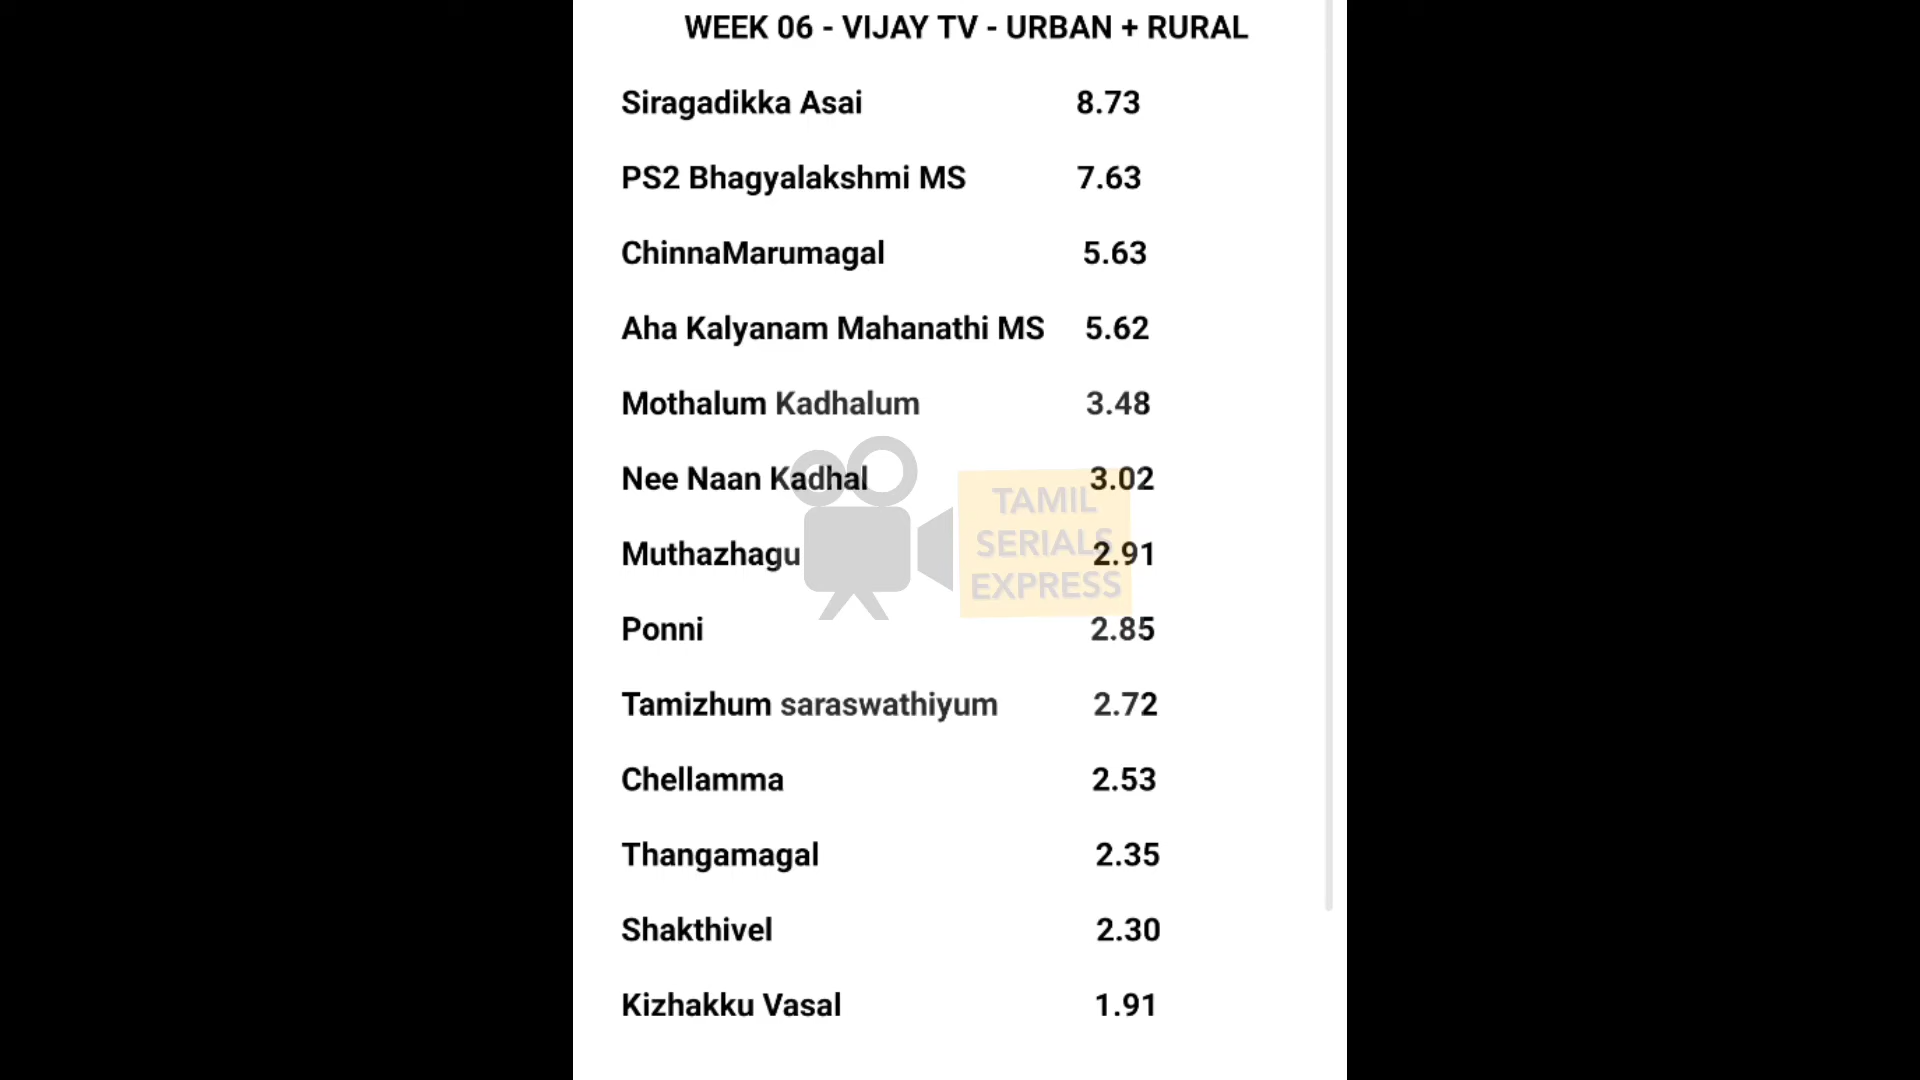 WEEK 06 - VIJAY TV - URBAN + RURAL
Siragadikka Asai 8.73
PS2 Bhagyalakshmi MS 7.63
ChinnaMarumagal 5.63
Aha Kalyanam Mahanathi MS 5.62
Mothalum Kadhalum 3.48
Nee Naan Kadhal 3.02
Muthazhagu 2.91
Ponni 2.85
Tamizhum saraswathiyum 2.72
Chellamma 2.53
Thangamagal 2.35
Shakthivel 2.30
Kizhakku Vasal 1.91
TAMIL
SERIALS
EXPRESS